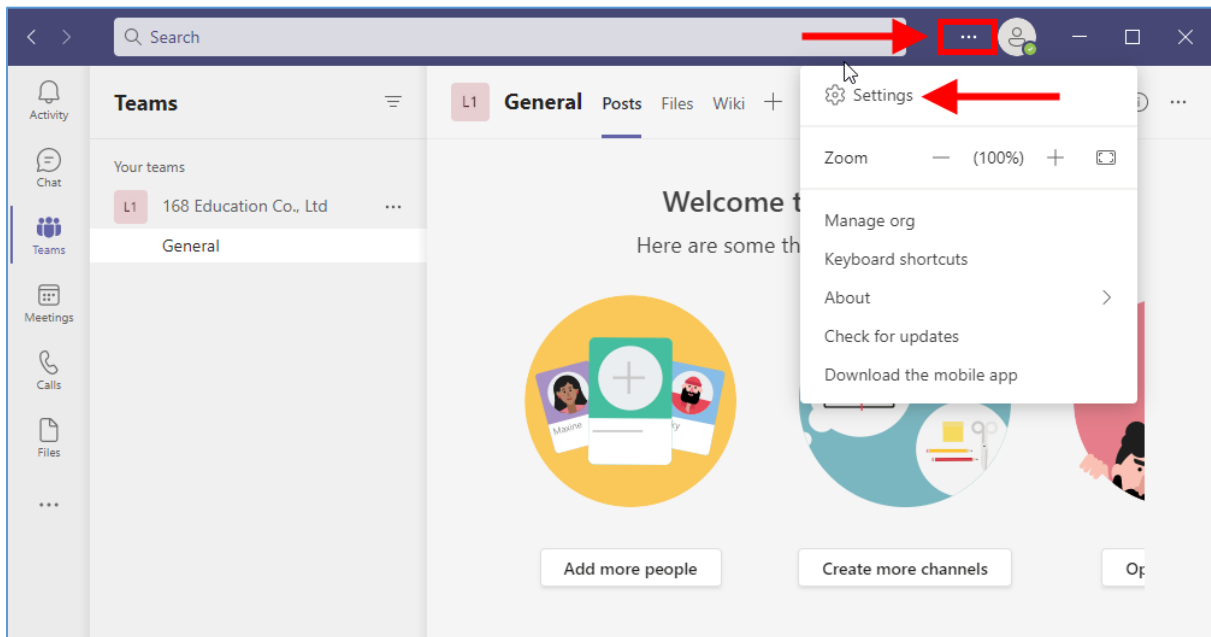 Search
Activity
Chat
Teams
Meetings
Calls
Files
Teams
Your teams
L1 168 Education Co., Ltd
General
L1 General Posts Files Wiki
Welcome t
Here are some th
Maxine
ty
Add more people
Create more channels
Op
Settings
Zoom (100%)
Manage org
Keyboard shortcuts
About
Check for updates
Download the mobile app